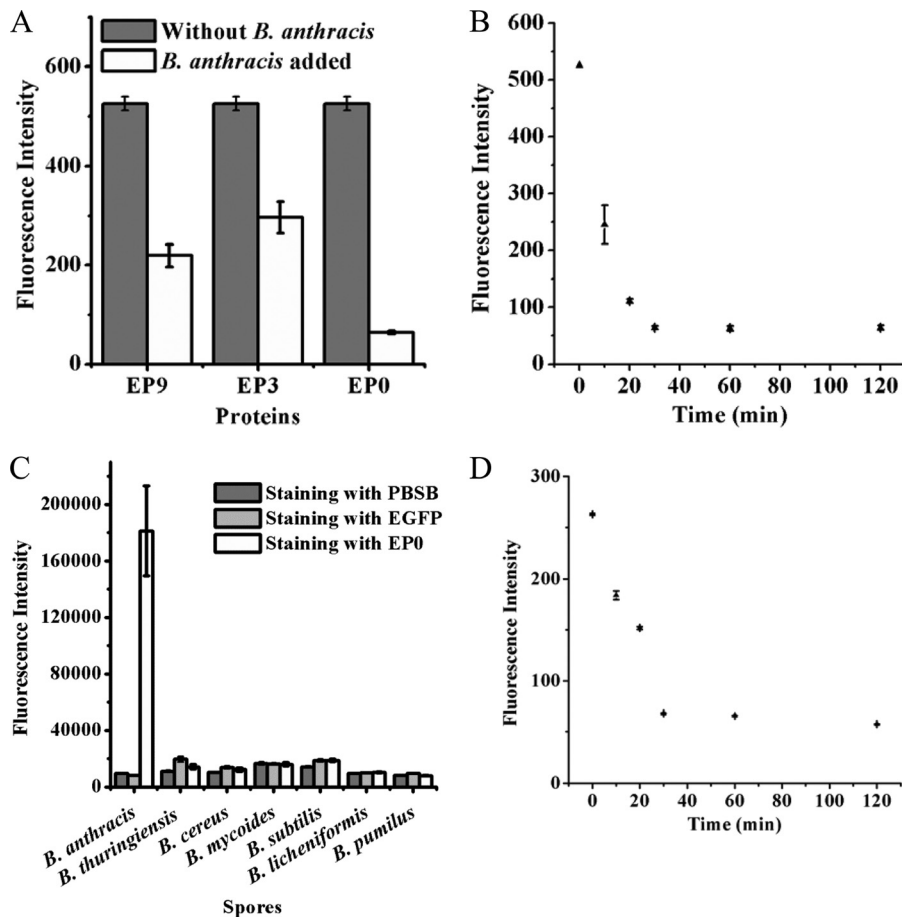 A
Without B. anthracis
B. anthracis added
600
400
200
0
Fluorescence Intensity
EP9 EP3 EP0
Proteins
B
600
500
400
300
200
100
0
Fluorescence Intensity
0 20 40 60 80 100 120
Time (min)
C
Staining with PBSB
Staining with EGFP
Staining with EP0
200000
160000
120000
80000
40000
0
Fluorescence Intensity
B. anthracis
B. thuringiensis
B. cereus
B. mycoides
B. subtilis
B. licheniformis
B. pumilus
Spores
D
300
200
100
0
Fluorescence Intensity
0 20 40 60 80 100 120
Time (min)